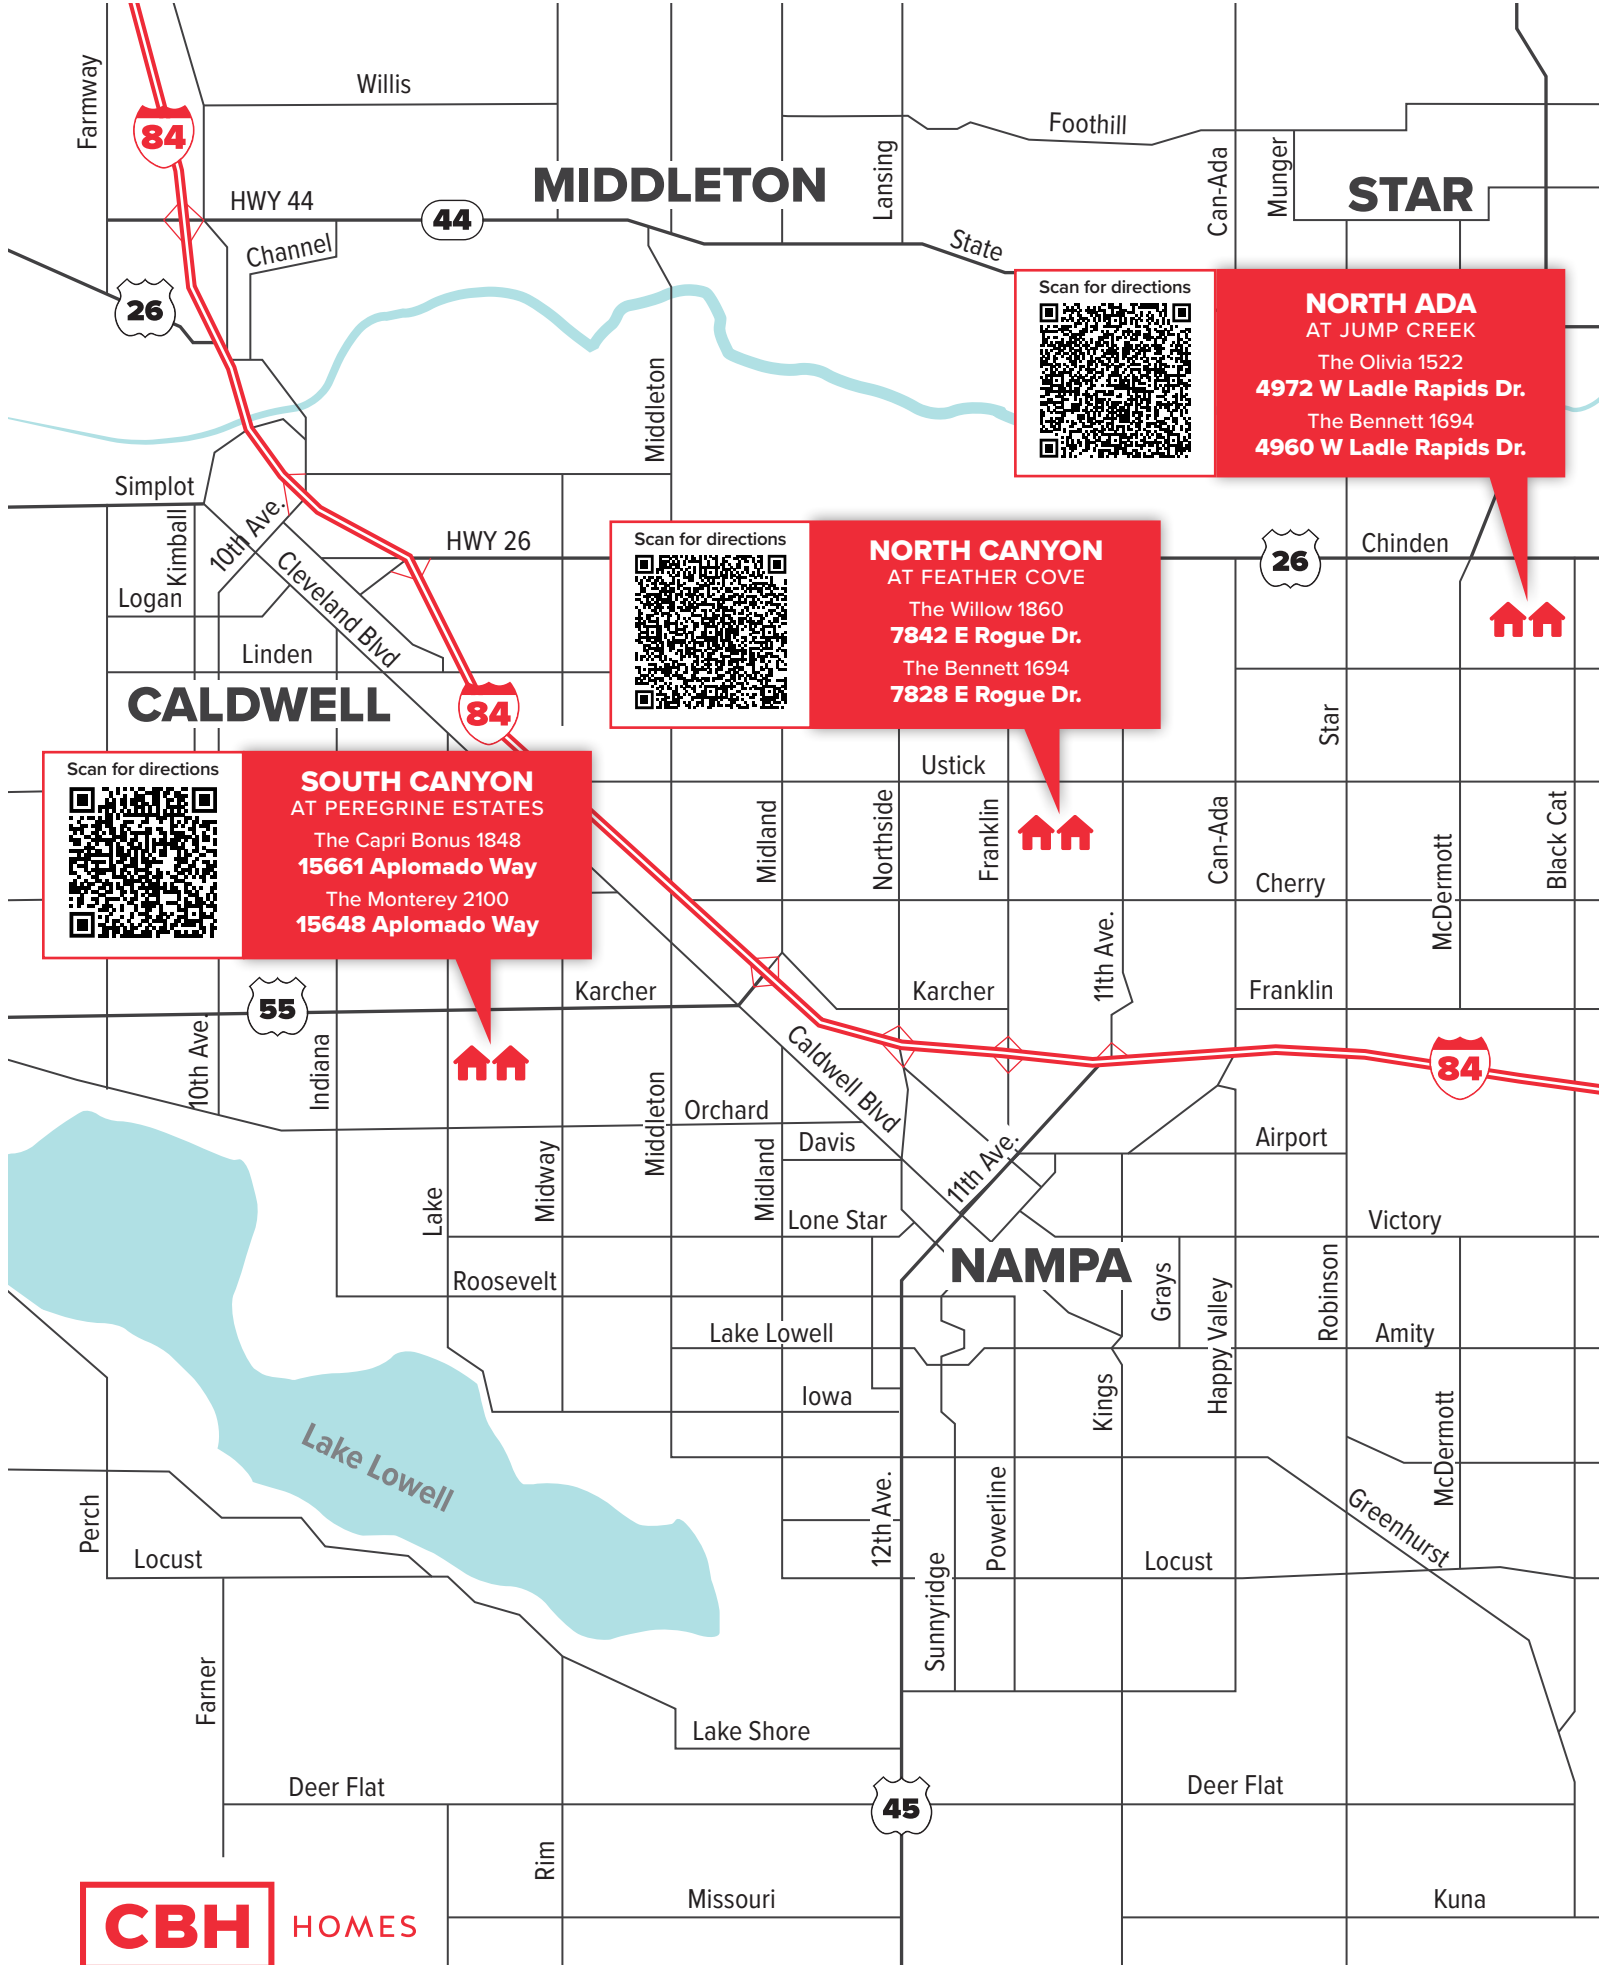 Farmway
84
Willis
Foothill
MIDDLETON
Lansing
Can-Ada
Munger
STAR
HWY 44
44
Channel
State
26
Scan for directions
NORTH ADA
AT JUMP CREEK
The Olivia 1522
4972 W Ladle Rapids Dr.
The Bennett 1694
4960 W Ladle Rapids Dr.
Middleton
Simplot
Kimball
10th Ave.
HWY 26
Cleveland Blvd
Logan
Linden
Scan for directions
NORTH CANYON
AT FEATHER COVE
The Willow 1860
7842 E Rogue Dr.
The Bennett 1694
7828 E Rogue Dr.
26
Chinden
CALDWELL
84
Star
Scan for directions
SOUTH CANYON
AT PEREGRINE ESTATES
The Capri Bonus 1848
15661 Aplomado Way
The Monterey 2100
15648 Aplomado Way
Ustick
Midland
Northside
Franklin
Can-Ada
Cherry
McDermott
Black Cat
11th Ave.
55
Karcher
Karcher
Franklin
10th Ave.
Indiana
Caldwell Blvd
84
Middleton
Orchard
Davis
Midland
Midway
Lake
11th Ave.
Airport
Lone Star
Victory
NAMPA
Roosevelt
Grays
Happy Valley
Robinson
Lake Lowell
Amity
Iowa
Kings
McDermott
Lake Lowell
Perch
Locust
12th Ave.
Powerline
Sunnyridge
Locust
Greenhurst
Farner
Lake Shore
Deer Flat
45
Deer Flat
Rim
Missouri
Kuna
CBH HOMES